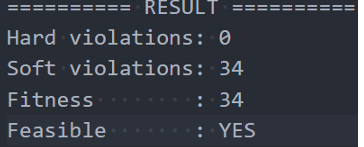 ========== RESULT ==========
Hard violations: 0
Soft violations: 34
Fitness        : 34
Feasible       : YES